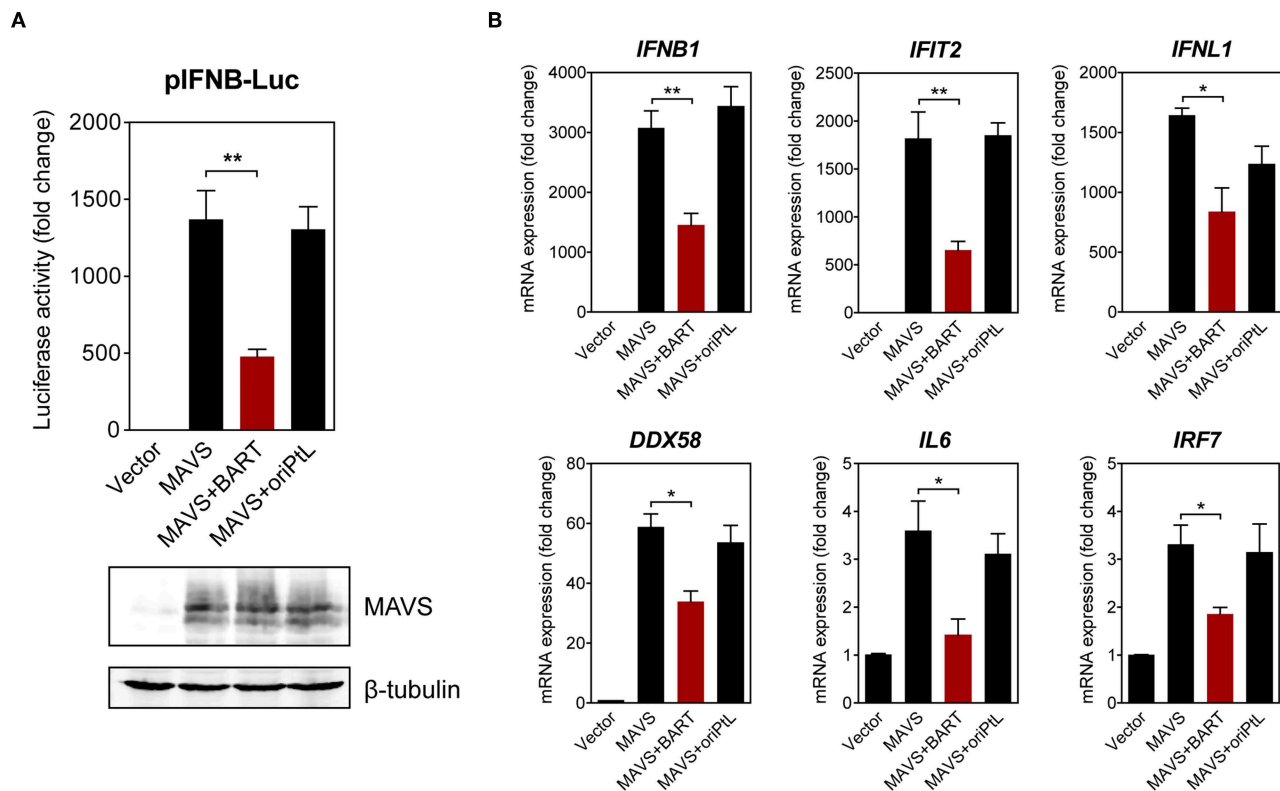 A
pIFNB-Luc
Luciferase activity (fold change)
2000
1500
1000
500
0
**
Vector
MAVS
MAVS+BART
MAVS+oriPtL
MAVS
β-tubulin
B
IFNB1
mRNA expression (fold change)
4000
3000
2000
1000
0
**
Vector
MAVS
MAVS+BART
MAVS+oriPtL
IFIT2
mRNA expression (fold change)
2500
2000
1500
1000
500
0
**
Vector
MAVS
MAVS+BART
MAVS+oriPtL
IFNL1
mRNA expression (fold change)
2000
1500
1000
500
0
*
Vector
MAVS
MAVS+BART
MAVS+oriPtL
DDX58
mRNA expression (fold change)
80
60
40
20
0
*
Vector
MAVS
MAVS+BART
MAVS+oriPtL
IL6
mRNA expression (fold change)
5
4
3
2
1
0
*
Vector
MAVS
MAVS+BART
MAVS+oriPtL
IRF7
mRNA expression (fold change)
5
4
3
2
1
0
*
Vector
MAVS
MAVS+BART
MAVS+oriPtL